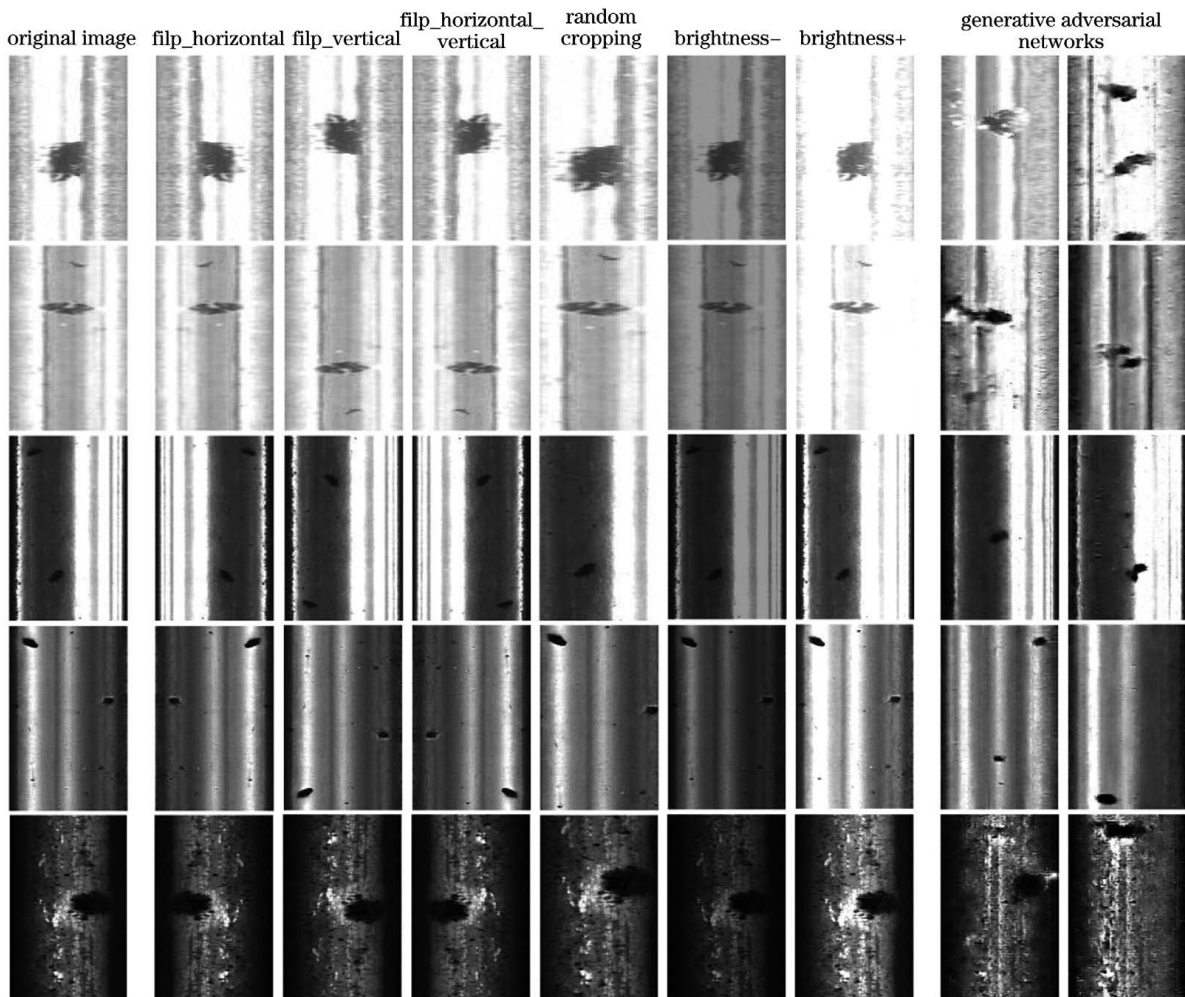 original image
filp_horizontal
filp_vertical
filp_horizontal_
vertical
random
cropping
brightness−
brightness+
generative adversarial
networks